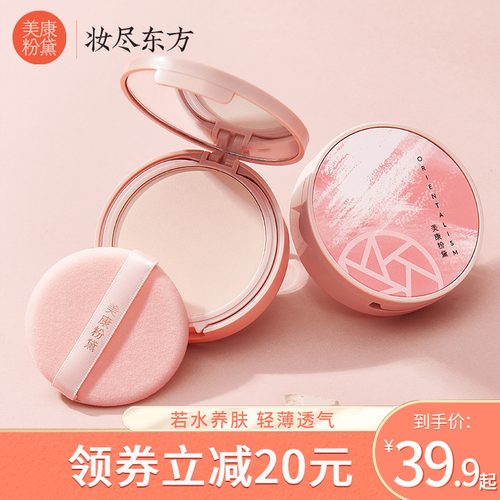 美康粉黛
妆尽东方
ORIENTALISM
美康粉黛
美康粉黛
若水养肤 轻薄透气
领券立减20元
到手价:
¥39.9起